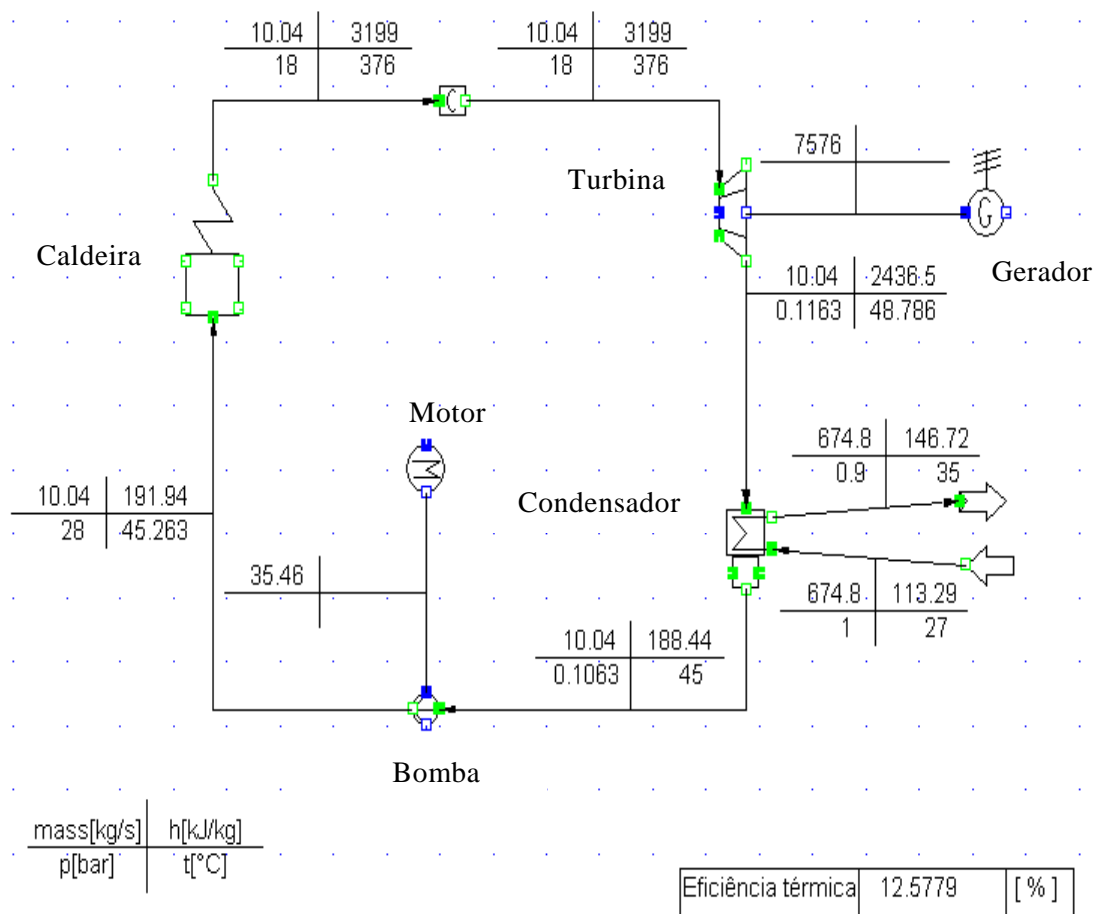 10.04 3199
18 376
10.04 3199
18 376
Turbina
7576
G
Caldeira
Gerador
10.04 2436.5
0.1163 48.786
Motor
674.8 146.72
0.9 35
Condensador
10.04 191.94
28 45.263
35.46
674.8 113.29
1 27
10.04 188.44
0.1063 45
Bomba
mass[kg/s] h[kJ/kg]
p[bar] t[°C]
Eficiência térmica 12.5779 [ % ]